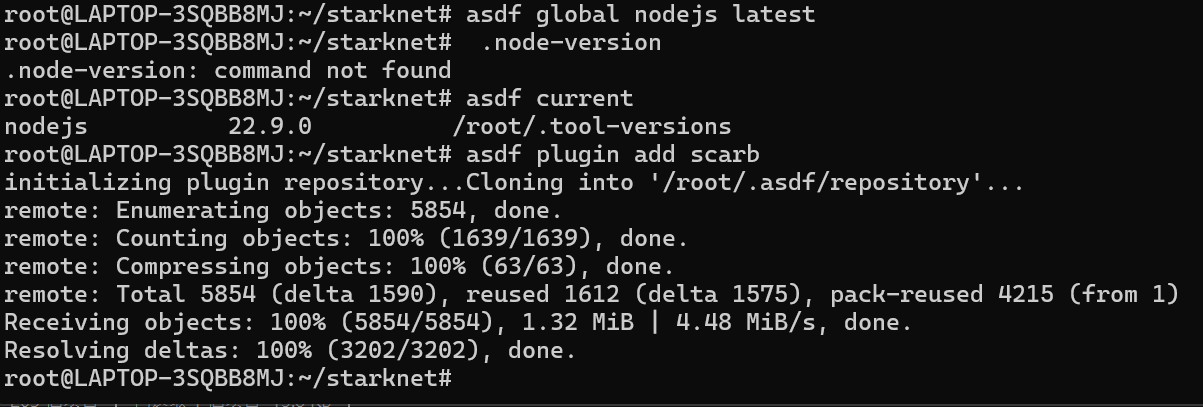 root@LAPTOP-3SQBB8MJ:~/starknet# asdf global nodejs latest
root@LAPTOP-3SQBB8MJ:~/starknet#  .node-version
.node-version: command not found
root@LAPTOP-3SQBB8MJ:~/starknet# asdf current
nodejs          22.9.0          /root/.tool-versions
root@LAPTOP-3SQBB8MJ:~/starknet# asdf plugin add scarb
initializing plugin repository...Cloning into '/root/.asdf/repository'...
remote: Enumerating objects: 5854, done.
remote: Counting objects: 100% (1639/1639), done.
remote: Compressing objects: 100% (63/63), done.
remote: Total 5854 (delta 1590), reused 1612 (delta 1575), pack-reused 4215 (from 1)
Receiving objects: 100% (5854/5854), 1.32 MiB | 4.48 MiB/s, done.
Resolving deltas: 100% (3202/3202), done.
root@LAPTOP-3SQBB8MJ:~/starknet#